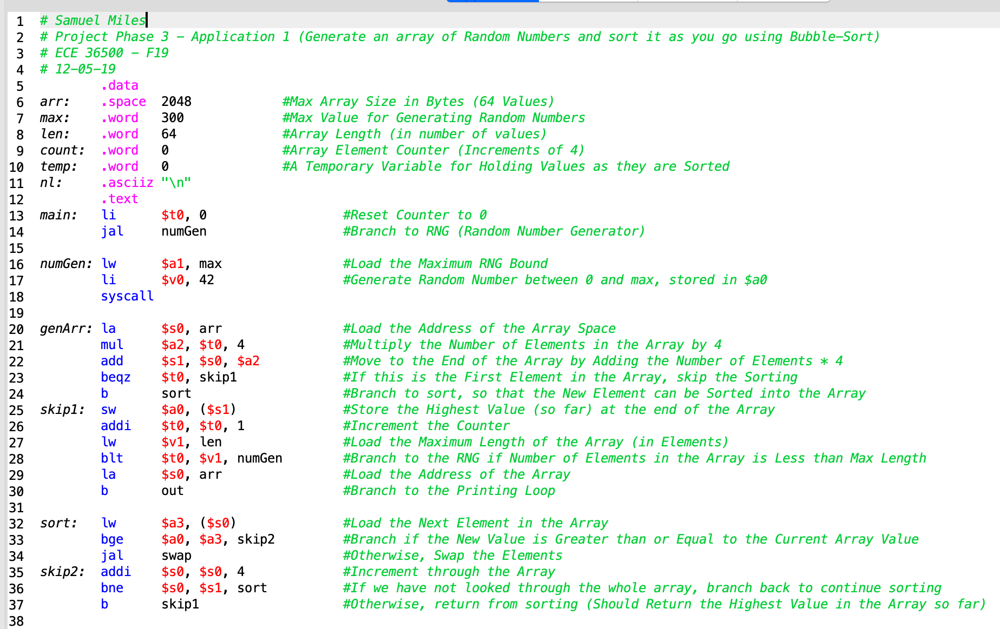 1 # Samuel Miles
2 # Project Phase 3 - Application 1 (Generate an array of Random Numbers and sort it as you go using Bubble-Sort)
3 # ECE 36500 - F19
4 # 12-05-19
5 .data
6 arr: .space 2048 #Max Array Size in Bytes (64 Values)
7 max: .word 300 #Max Value for Generating Random Numbers
8 len: .word 64 #Array Length (in number of values)
9 count: .word 0 #Array Element Counter (Increments of 4)
10 temp: .word 0 #A Temporary Variable for Holding Values as they are Sorted
11 nl: .asciiz "\n"
12 .text
13 main: li $t0, 0 #Reset Counter to 0
14 jal numGen #Branch to RNG (Random Number Generator)
15
16 numGen: lw $a1, max #Load the Maximum RNG Bound
17 li $v0, 42 #Generate Random Number between 0 and max, stored in $a0
18 syscall
19
20 genArr: la $s0, arr #Load the Address of the Array Space
21 mul $a2, $t0, 4 #Multiply the Number of Elements in the Array by 4
22 add $s1, $s0, $a2 #Move to the End of the Array by Adding the Number of Elements * 4
23 beqz $t0, skip1 #If this is the First Element in the Array, skip the Sorting
24 b sort #Branch to sort, so that the New Element can be Sorted into the Array
25 skip1: sw $a0, ($s1) #Store the Highest Value (so far) at the end of the Array
26 addi $t0, $t0, 1 #Increment the Counter
27 lw $v1, len #Load the Maximum Length of the Array (in Elements)
28 blt $t0, $v1, numGen #Branch to the RNG if Number of Elements in the Array is Less than Max Length
29 la $s0, arr #Load the Address of the Array
30 b out #Branch to the Printing Loop
31
32 sort: lw $a3, ($s0) #Load the Next Element in the Array
33 bge $a0, $a3, skip2 #Branch if the New Value is Greater than or Equal to the Current Array Value
34 jal swap #Otherwise, Swap the Elements
35 skip2: addi $s0, $s0, 4 #Increment through the Array
36 bne $s0, $s1, sort #If we have not looked through the whole array, branch back to continue sorting
37 b skip1 #Otherwise, return from sorting (Should Return the Highest Value in the Array so far)
38